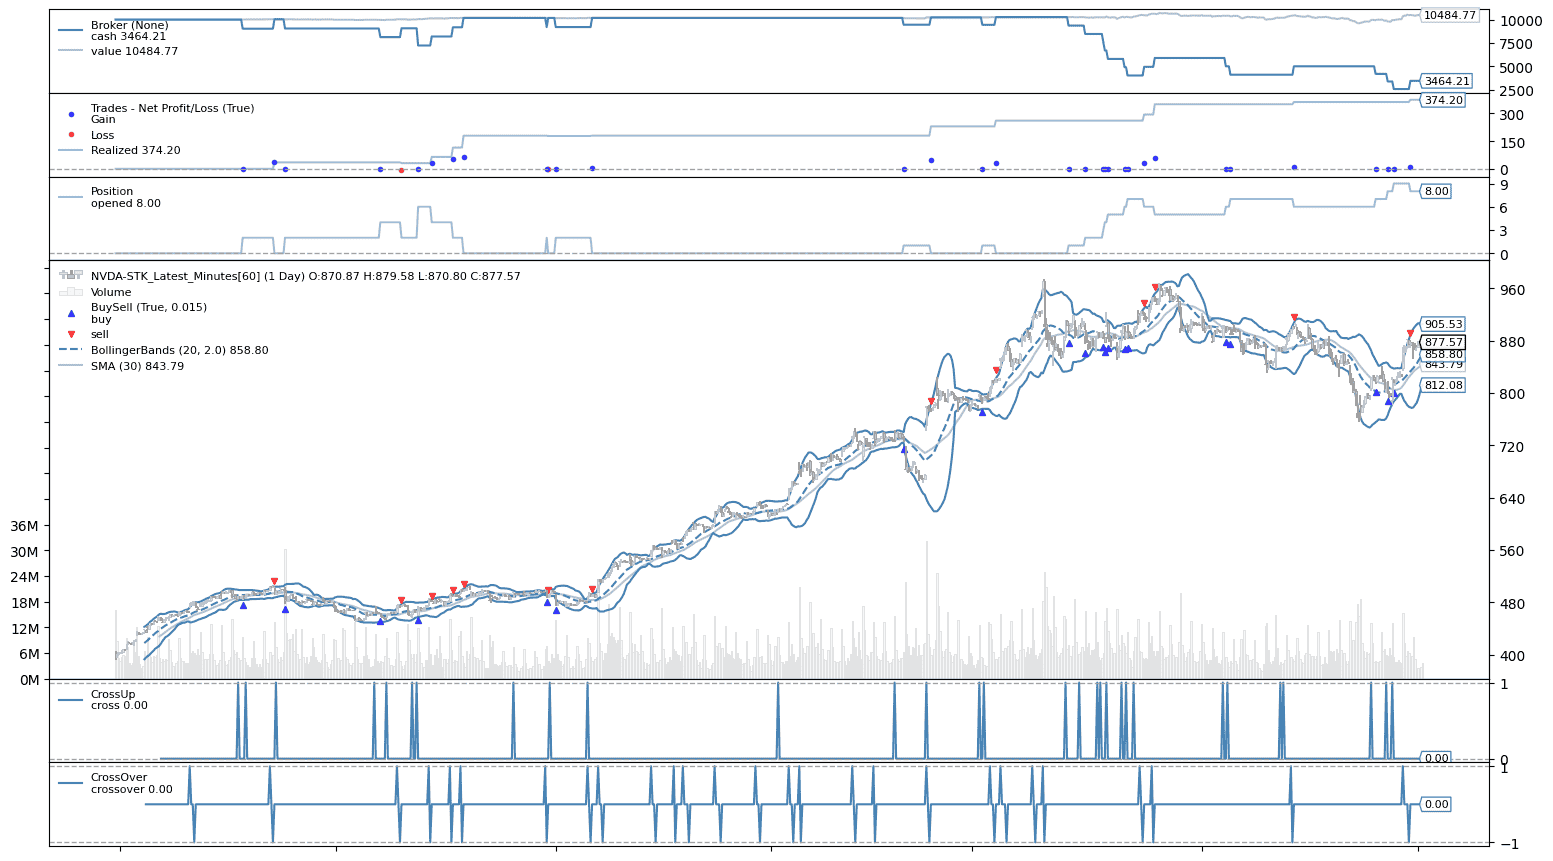 Broker (None)
cash 3464.21
value 10484.77
10484.77
10000
7500
5000
3464.21
2500
Trades - Net Profit/Loss (True)
Gain
Loss
Realized 374.20
374.20
300
150
0
Position
opened 8.00
9
8.00
6
3
0
NVDA-STK_Latest_Minutes[60] (1 Day) O:870.87 H:879.58 L:870.80 C:877.57
Volume
BuySell (True, 0.015)
buy
sell
BollingerBands (20, 2.0) 858.80
SMA (30) 843.79
960
905.53
880
877.57
858.80
843.79
812.08
800
720
640
560
480
400
36M
30M
24M
18M
12M
6M
0M
CrossUp
cross 0.00
1
0.00
0
CrossOver
crossover 0.00
1
0.00
−1